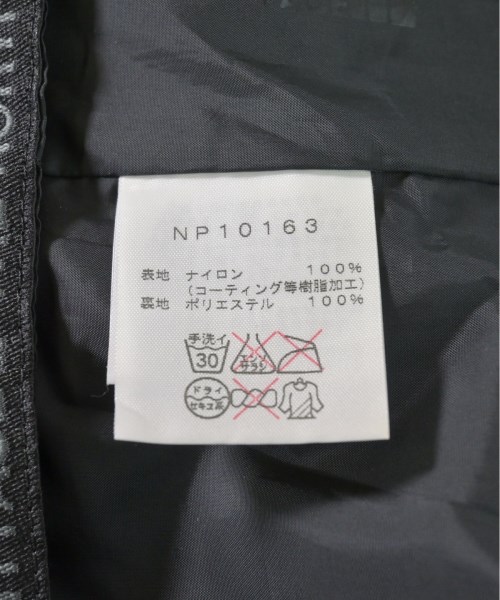 NP10163
表地 ナイロン 100%
(コーティング等樹脂加工)
裏地 ポリエステル 100%
手洗イ
30
エンソ
サラシ
ドライ
セキユ系